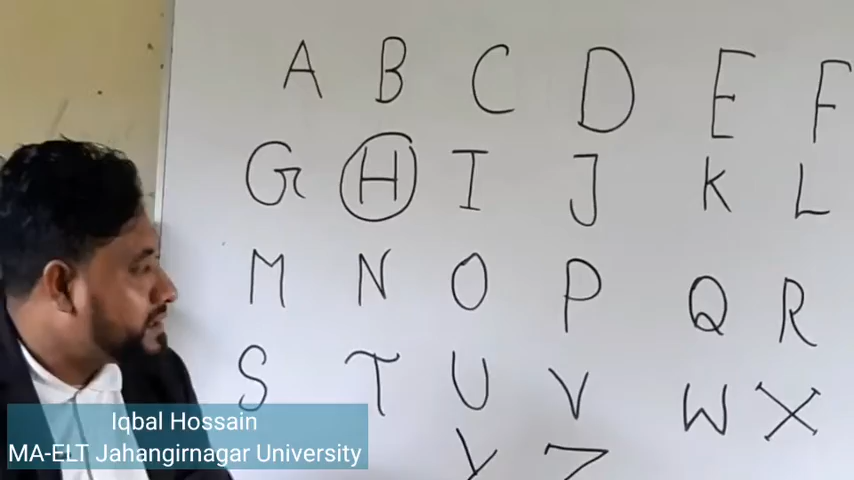 A B C D E F
G H I J K L
M N O P Q R
S T U V W X
Y Z
Iqbal Hossain
MA-ELT Jahangirnagar University